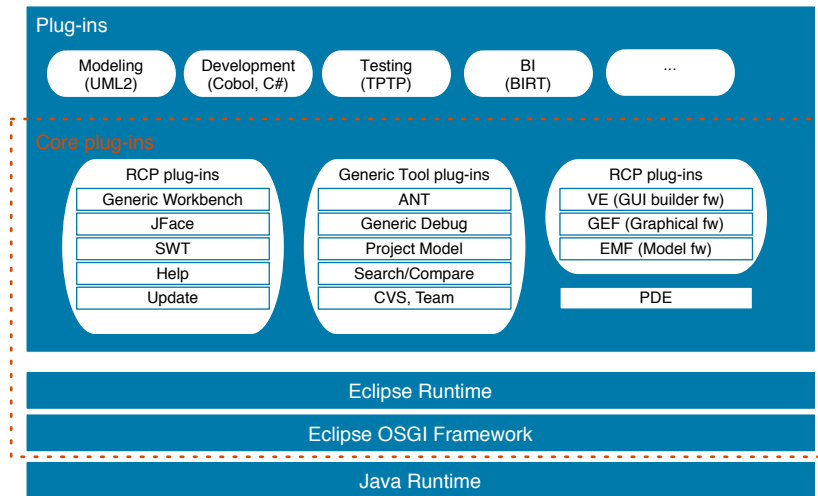 Plug-ins
Modeling
(UML2)
Development
(Cobol, C#)
Testing
(TPTP)
BI
(BIRT)
...
Core plug-ins
RCP plug-ins
Generic Workbench
JFace
SWT
Help
Update
Generic Tool plug-ins
ANT
Generic Debug
Project Model
Search/Compare
CVS, Team
RCP plug-ins
VE (GUI builder fw)
GEF (Graphical fw)
EMF (Model fw)
PDE
Eclipse Runtime
Eclipse OSGI Framework
Java Runtime